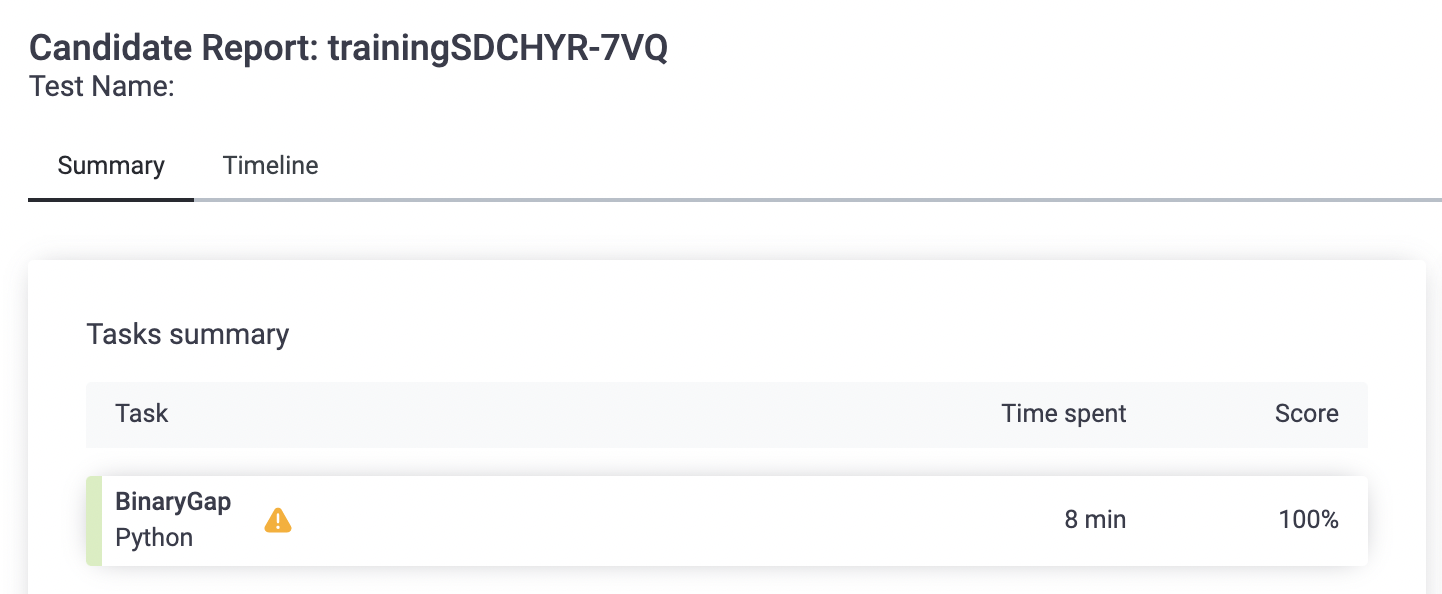 Candidate Report: trainingSDCHYR-7VQ
Test Name:
Summary Timeline
Tasks summary
Task Time spent Score
BinaryGap
Python
8 min 100%